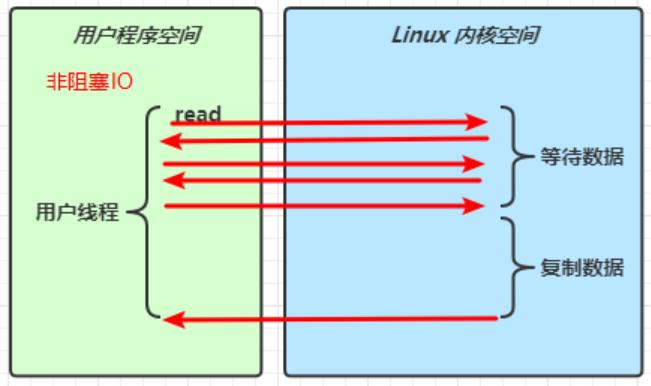 用户程序空间
Linux 内核空间
非阻塞IO
read
等待数据
用户线程
复制数据